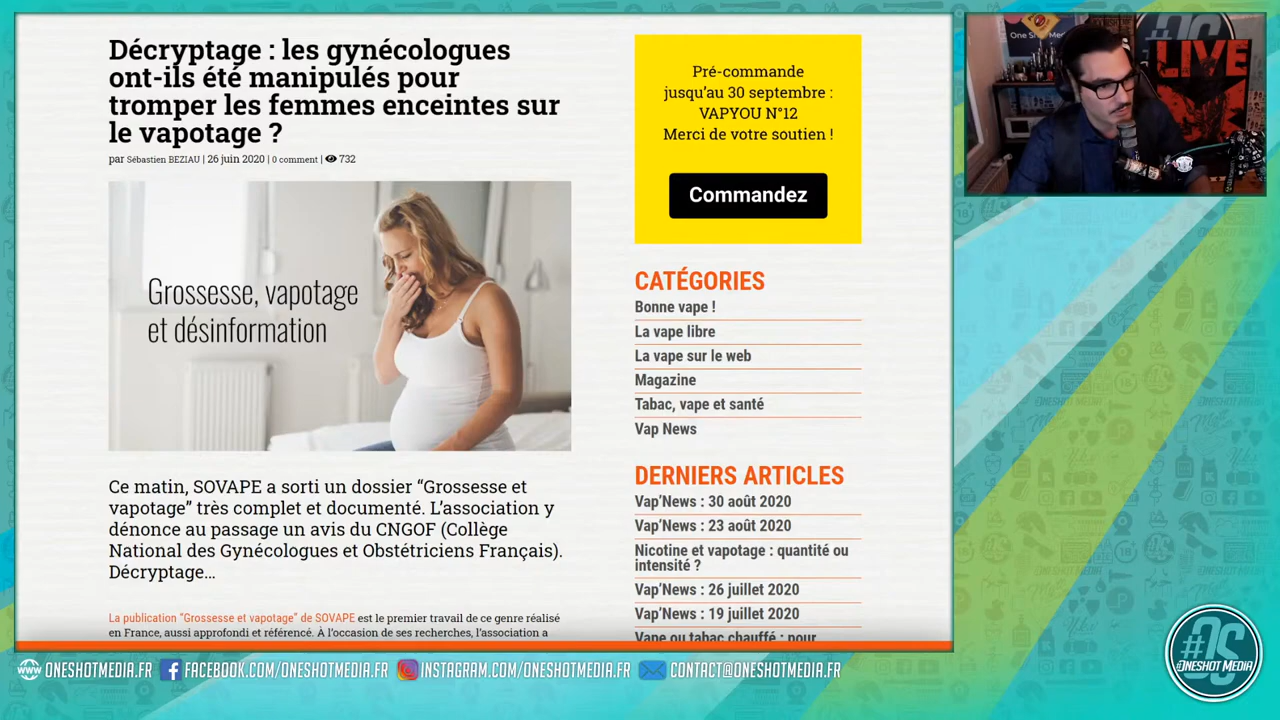 Décryptage : les gynécologues
ont-ils été manipulés pour
tromper les femmes enceintes sur
le vapotage ?
par Sébastien BEZIAU | 26 juin 2020 | 0 comment | 732
Grossesse, vapotage
et désinformation
Ce matin, SOVAPE a sorti un dossier “Grossesse et
vapotage” très complet et documenté. L’association y
dénonce au passage un avis du CNGOF (Collège
National des Gynécologues et Obstétriciens Français).
Décryptage…
La publication “Grossesse et vapotage” de SOVAPE est le premier travail de ce genre réalisé
en France, aussi approfondi et référencé. À l’occasion de ses recherches, l’association a
Pré-commande
jusqu’au 30 septembre :
VAPYOU N°12
Merci de votre soutien !
Commandez
CATÉGORIES
Bonne vape !
La vape libre
La vape sur le web
Magazine
Tabac, vape et santé
Vap News
DERNIERS ARTICLES
Vap’News : 30 août 2020
Vap’News : 23 août 2020
Nicotine et vapotage : quantité ou
intensité ?
Vap’News : 26 juillet 2020
Vap’News : 19 juillet 2020
Vape ou tabac chauffé : pour
One Shot Med
LIVE
ONESHOTMEDIA.FR
FACEBOOK.COM/ONESHOTMEDIA.FR
INSTAGRAM.COM/ONESHOTMEDIA.FR
CONTACT@ONESHOTMEDIA.FR
#OS
#ONESHOT MEDIA